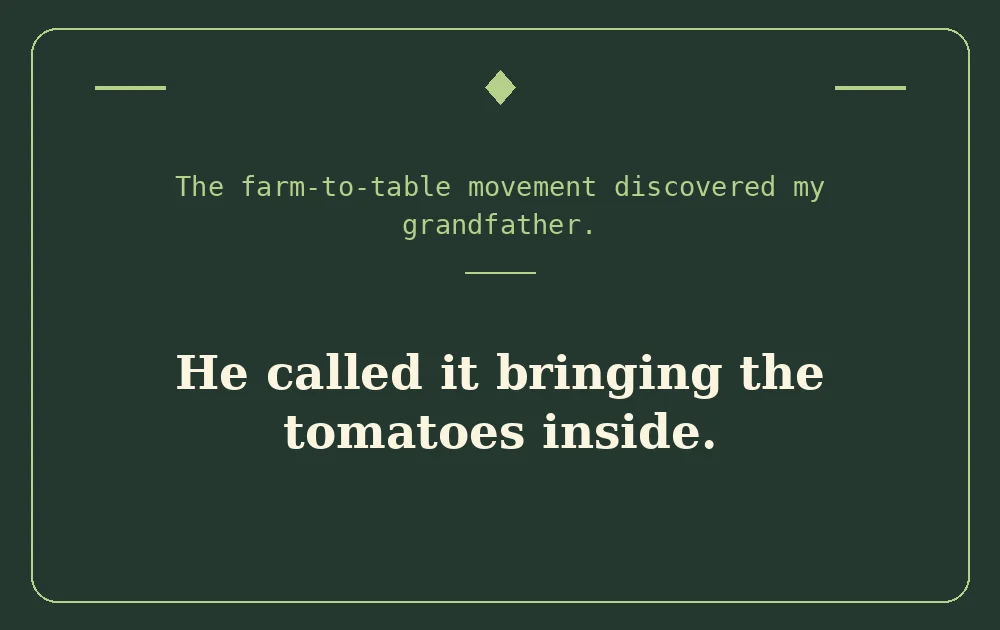 The farm-to-table movement discovered my
grandfather.
He called it bringing the
tomatoes inside.